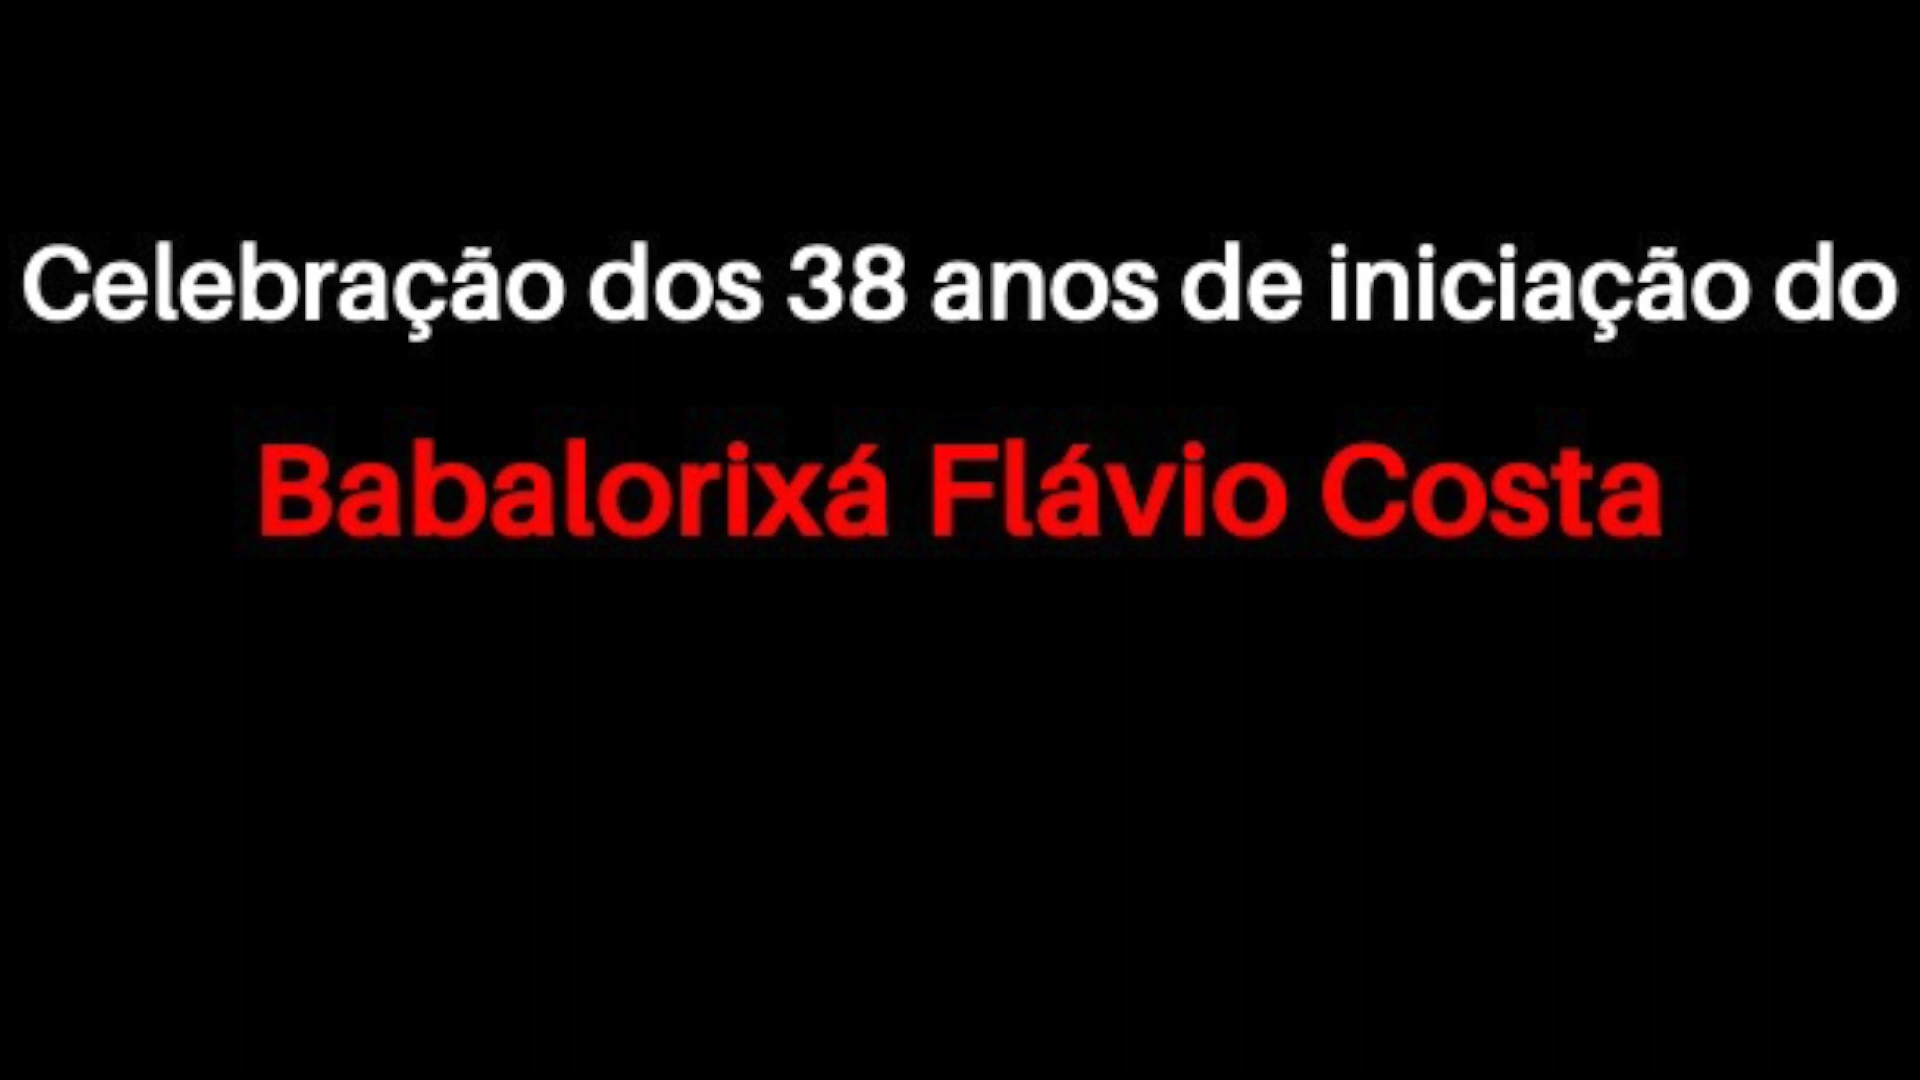 Celebração dos 38 anos de iniciação do
Babalorixá Flávio Costa